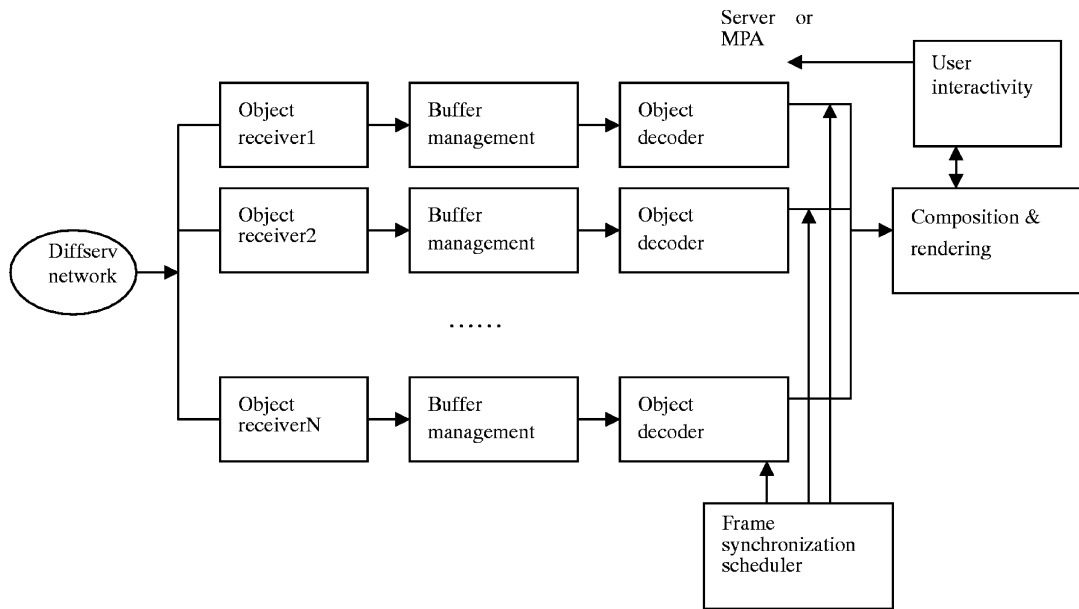 Server or
MPA
User
interactivity
Object
receiver1
Buffer
management
Object
decoder
Object
receiver2
Buffer
management
Object
decoder
Composition &
rendering
Diffserv
network
......
Object
receiverN
Buffer
management
Object
decoder
Frame
synchronization
scheduler